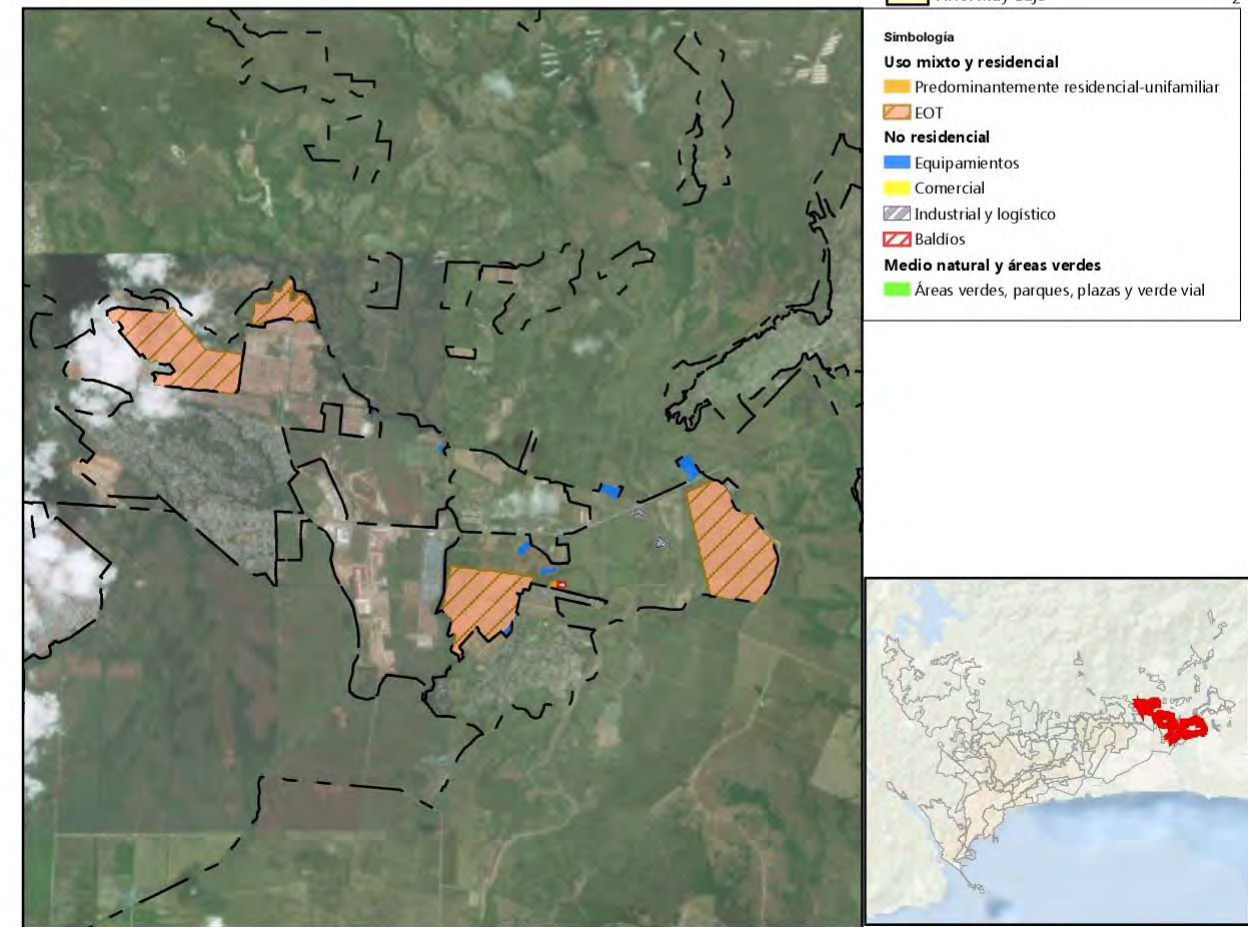 Simbología
Uso mixto y residencial
Predominantemente residencial-unifamiliar
EOT
No residencial
Equipamientos
Comercial
Industrial y logístico
Baldíos
Medio natural y áreas verdes
Áreas verdes, parques, plazas y verde vial